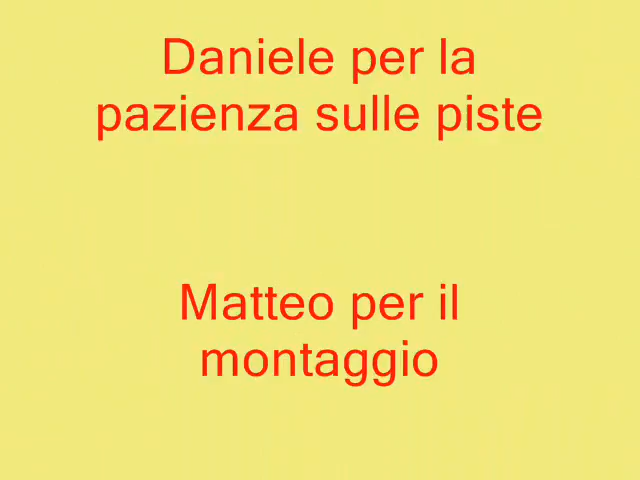 Daniele per la
pazienza sulle piste
Matteo per il
montaggio